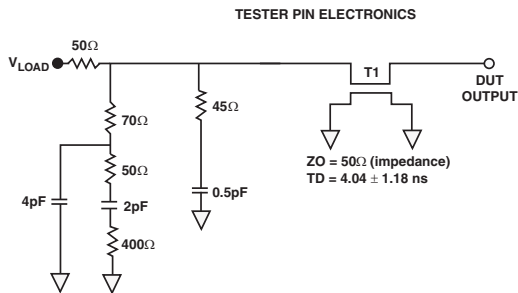 TESTER PIN ELECTRONICS
50Ω
VLOAD
T1
DUT
OUTPUT
70Ω
45Ω
ZO = 50Ω (impedance)
TD = 4.04 ± 1.18 ns
50Ω
0.5pF
4pF
2pF
400Ω